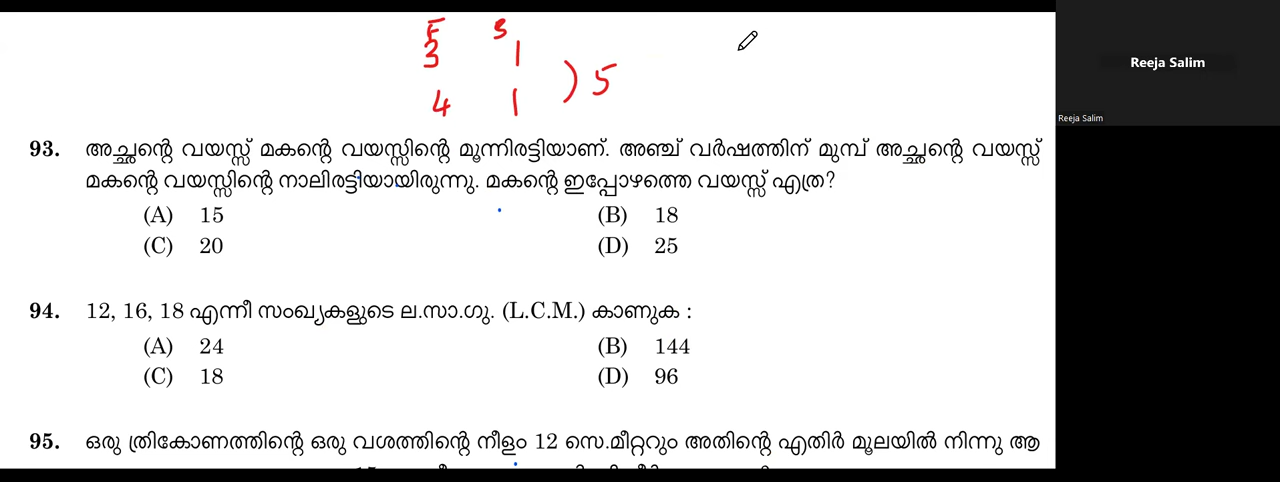 F S
3 1
4 1 ) 5
Reeja Salim
Reeja Salim
93. അച്ഛന്റെ വയസ്സ് മകന്റെ വയസ്സിന്റെ മൂന്നിരട്ടിയാണ്. അഞ്ച് വർഷത്തിന് മുമ്പ് അച്ഛന്റെ വയസ്സ്
മകന്റെ വയസ്സിന്റെ നാലിരട്ടിയായിരുന്നു. മകന്റെ ഇപ്പോഴത്തെ വയസ്സ് എത്ര?
(A) 15 (B) 18
(C) 20 (D) 25
94. 12, 16, 18 എന്നീ സംഖ്യകളുടെ ല.സാ.ഗു. (L.C.M.) കാണുക :
(A) 24 (B) 144
(C) 18 (D) 96
95. ഒരു ത്രികോണത്തിന്റെ ഒരു വശത്തിന്റെ നീളം 12 സെ.മീറ്ററും അതിന്റെ എതിർ മൂലയിൽ നിന്നു ആ